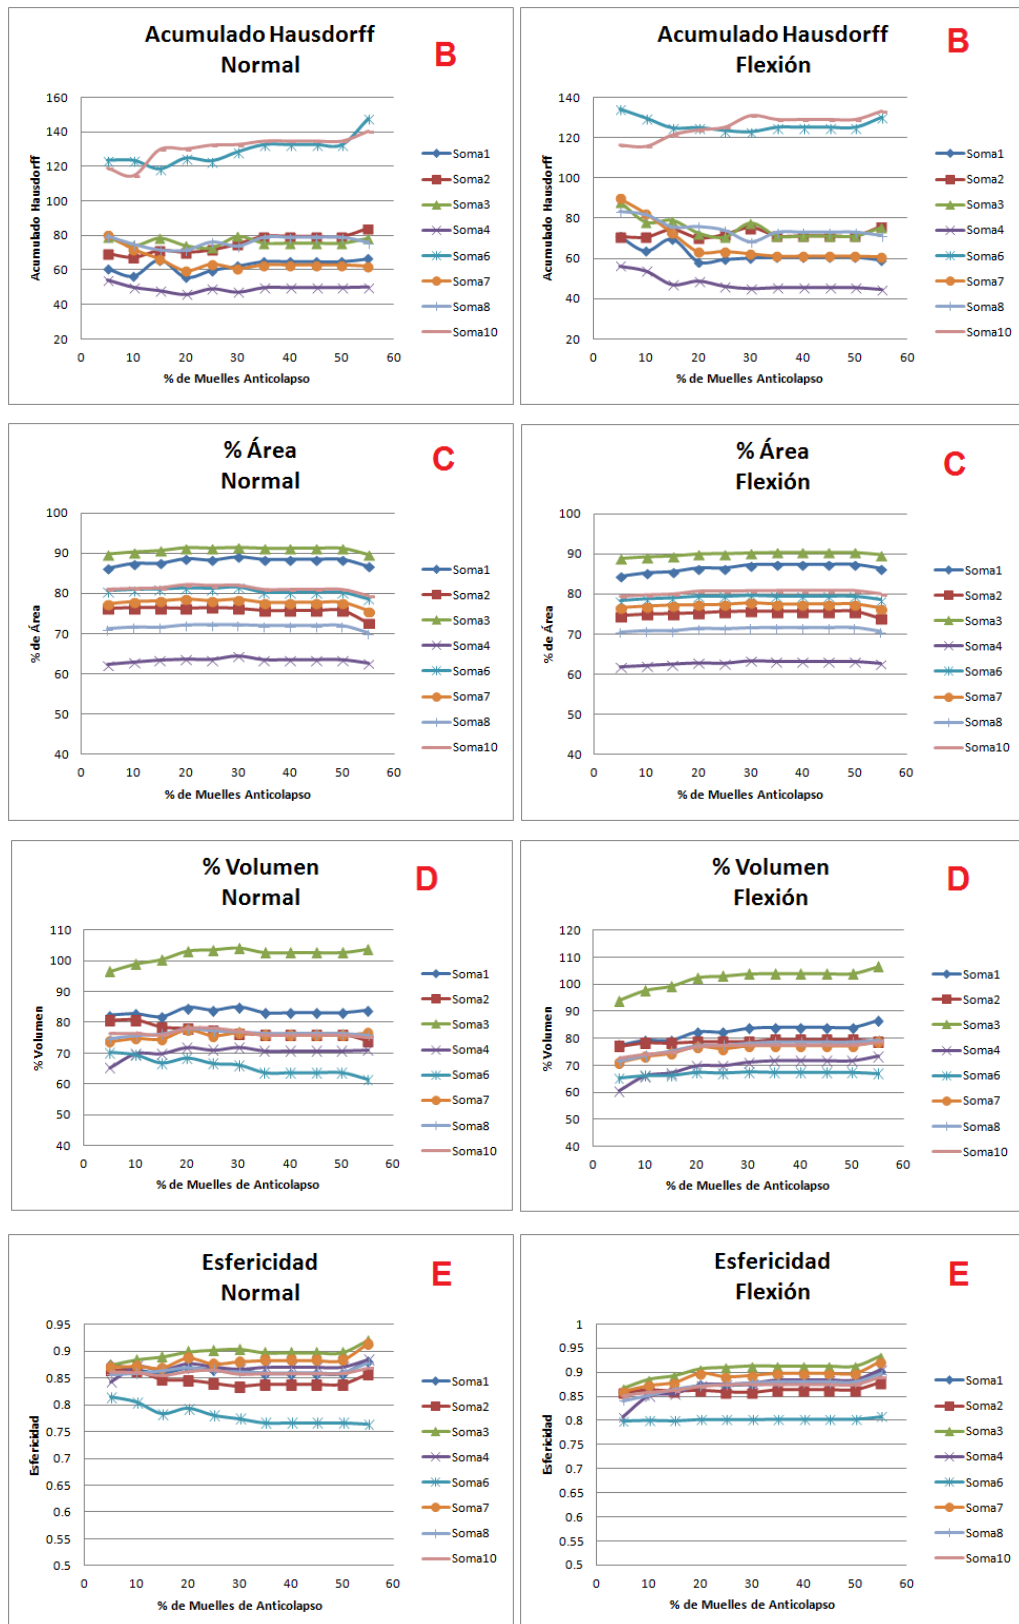 Acumulado Hausdorff
Normal
B
Acumulado Hausdorff
160
140
120
100
80
60
40
20
0
10
20
30
40
50
60
% de Muelles Anticolapso
Soma1
Soma2
Soma3
Soma4
Soma6
Soma7
Soma8
Soma10
Acumulado Hausdorff
Flexión
B
Acumulado Hausdorff
140
120
100
80
60
40
20
0
10
20
30
40
50
60
% de Muelles Anticolapso
Soma1
Soma2
Soma3
Soma4
Soma6
Soma7
Soma8
Soma10
% Área
Normal
C
% de Área
100
90
80
70
60
50
40
0
10
20
30
40
50
60
% de Muelles Anticolapso
Soma1
Soma2
Soma3
Soma4
Soma6
Soma7
Soma8
Soma10
% Área
Flexión
C
% de Área
100
90
80
70
60
50
40
0
10
20
30
40
50
60
% de Muelles Anticolapso
Soma1
Soma2
Soma3
Soma4
Soma6
Soma7
Soma8
Soma10
% Volumen
Normal
D
% Volumen
110
100
90
80
70
60
50
40
0
10
20
30
40
50
60
% de Muelles de Anticolapso
Soma1
Soma2
Soma3
Soma4
Soma6
Soma7
Soma8
Soma10
% Volumen
Flexión
D
% Volumen
120
110
100
90
80
70
60
50
40
0
10
20
30
40
50
60
% de Muelles de Anticolapso
Soma1
Soma2
Soma3
Soma4
Soma6
Soma7
Soma8
Soma10
Esfericidad
Normal
E
Esfericidad
0.95
0.9
0.85
0.8
0.75
0.7
0.65
0.6
0.55
0.5
0
10
20
30
40
50
60
% de Muelles de Anticolapso
Soma1
Soma2
Soma3
Soma4
Soma6
Soma7
Soma8
Soma10
Esfericidad
Flexión
E
Esfericidad
1
0.95
0.9
0.85
0.8
0.75
0.7
0.65
0.6
0.55
0.5
0
10
20
30
40
50
60
% de Muelles de Anticolapso
Soma1
Soma2
Soma3
Soma4
Soma6
Soma7
Soma8
Soma10